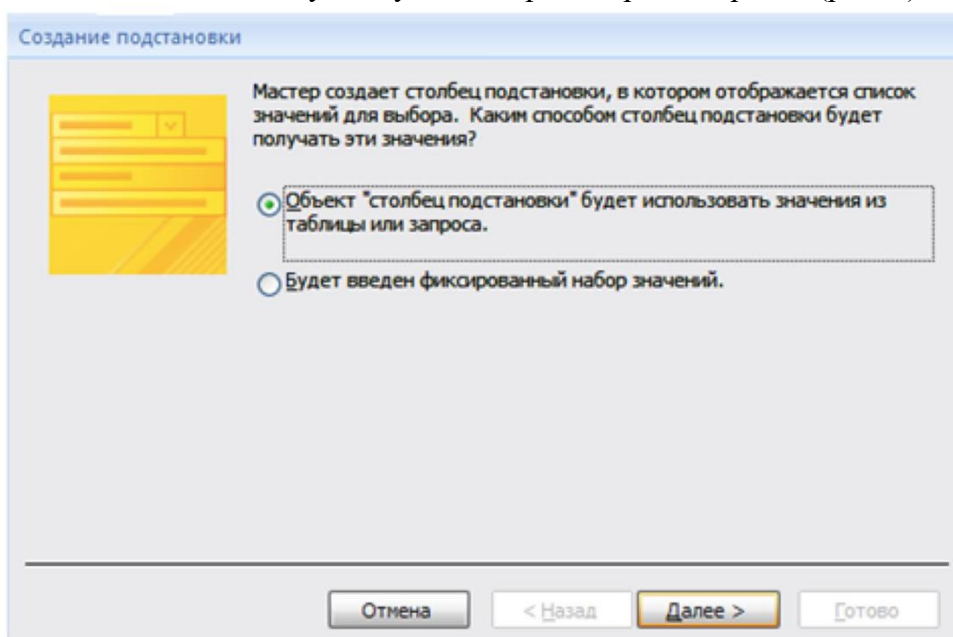 Создание подстановки
Мастер создает столбец подстановки, в котором отображается список
значений для выбора. Каким способом столбец подстановки будет
получать эти значения?
Объект "столбец подстановки" будет использовать значения из
таблицы или запроса.
Будет введен фиксированный набор значений.
Отмена
< Назад
Далее >
Готово